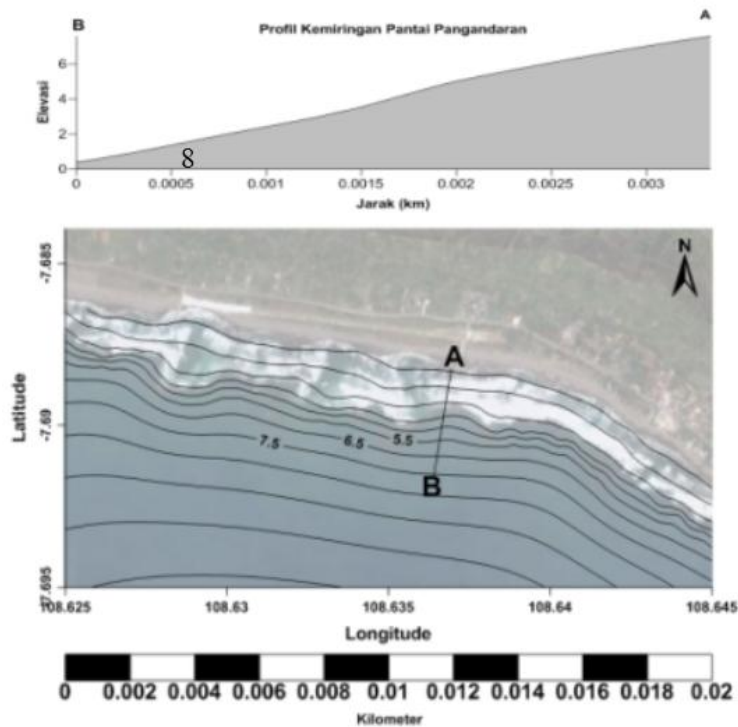 B
A
Profil Kemiringan Pantai Pangandaran
Elevasi
6
4
2
0
8
0 0.0005 0.001 0.0015 0.002 0.0025 0.003
Jarak (km)
N
Latitude
-7.685
-7.69
-7.695
A
7.5 6.5 5.5
B
108.625 108.63 108.635 108.64 108.645
Longitude
0 0.002 0.004 0.006 0.008 0.01 0.012 0.014 0.016 0.018 0.02
Kilometer